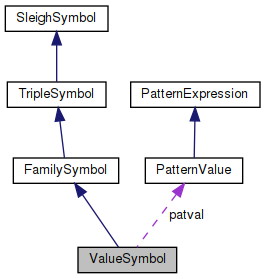 SleighSymbol
TripleSymbol
PatternExpression
FamilySymbol
PatternValue
patval
ValueSymbol